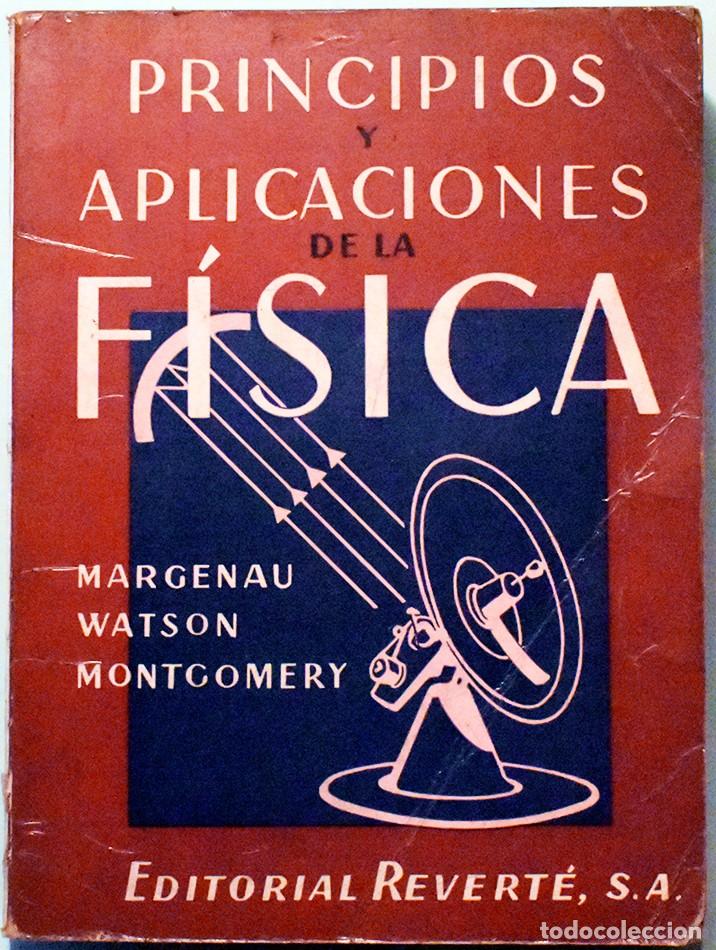 PRINCIPIOS
Y
APLICACIONES
DE LA
FÍSICA
MARGENAU
WATSON
MONTGOMERY
EDITORIAL REVERTÉ, S.A.
todocoleccion